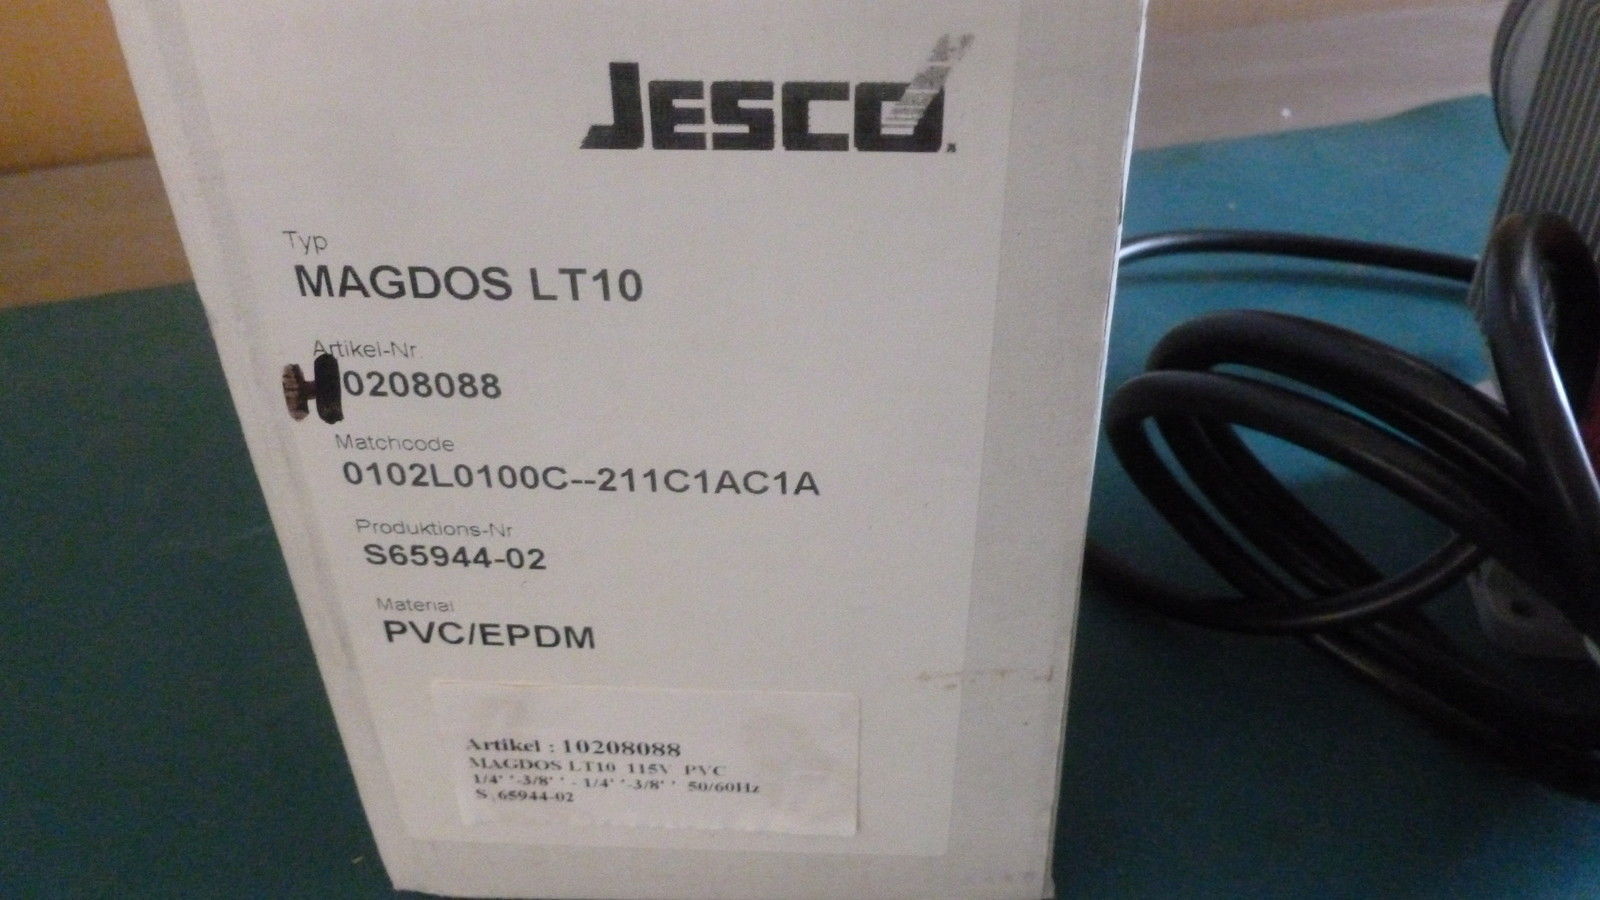 JESCO
Typ
MAGDOS LT10
Artikel-Nr.
0208088
Matchcode
0102L0100C--211C1AC1A
Produktions-Nr
S65944-02
Material
PVC/EPDM
Artikel : 10208088
MAGDOS LT10 115V PVC
1/4' '-3/8' ' - 1/4' '-3/8' ' 50/60Hz
S 65944-02